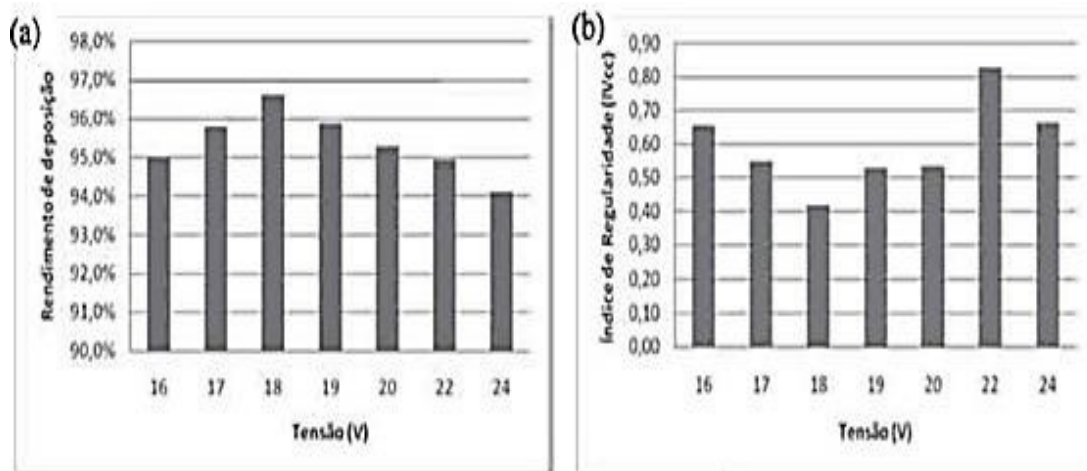 (a)
Rendimento de deposição
98,0%
97,0%
96,0%
95,0%
94,0%
93,0%
92,0%
91,0%
90,0%
16 17 18 19 20 22 24
Tensão (V)
(b)
Índice de Regularidade (IVcc)
0,90
0,80
0,70
0,60
0,50
0,40
0,30
0,20
0,10
0,00
16 17 18 19 20 22 24
Tensão (V)